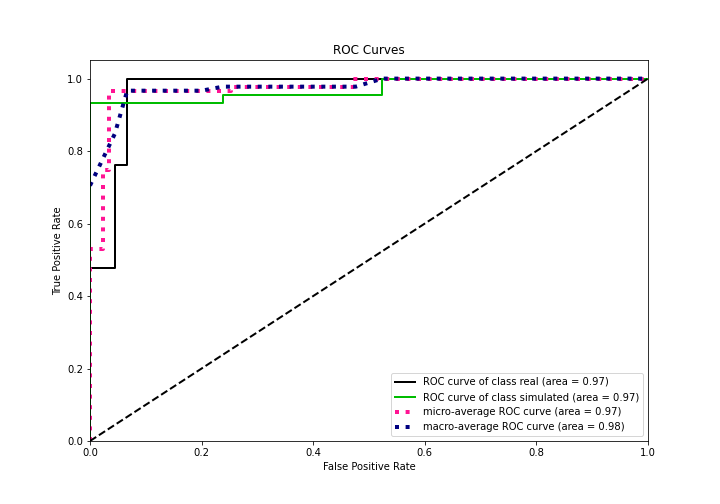 ROC Curves
True Positive Rate
1.0
0.8
0.6
0.4
0.2
0.0
0.0 0.2 0.4 0.6 0.8 1.0
False Positive Rate
ROC curve of class real (area = 0.97)
ROC curve of class simulated (area = 0.97)
micro-average ROC curve (area = 0.97)
macro-average ROC curve (area = 0.98)